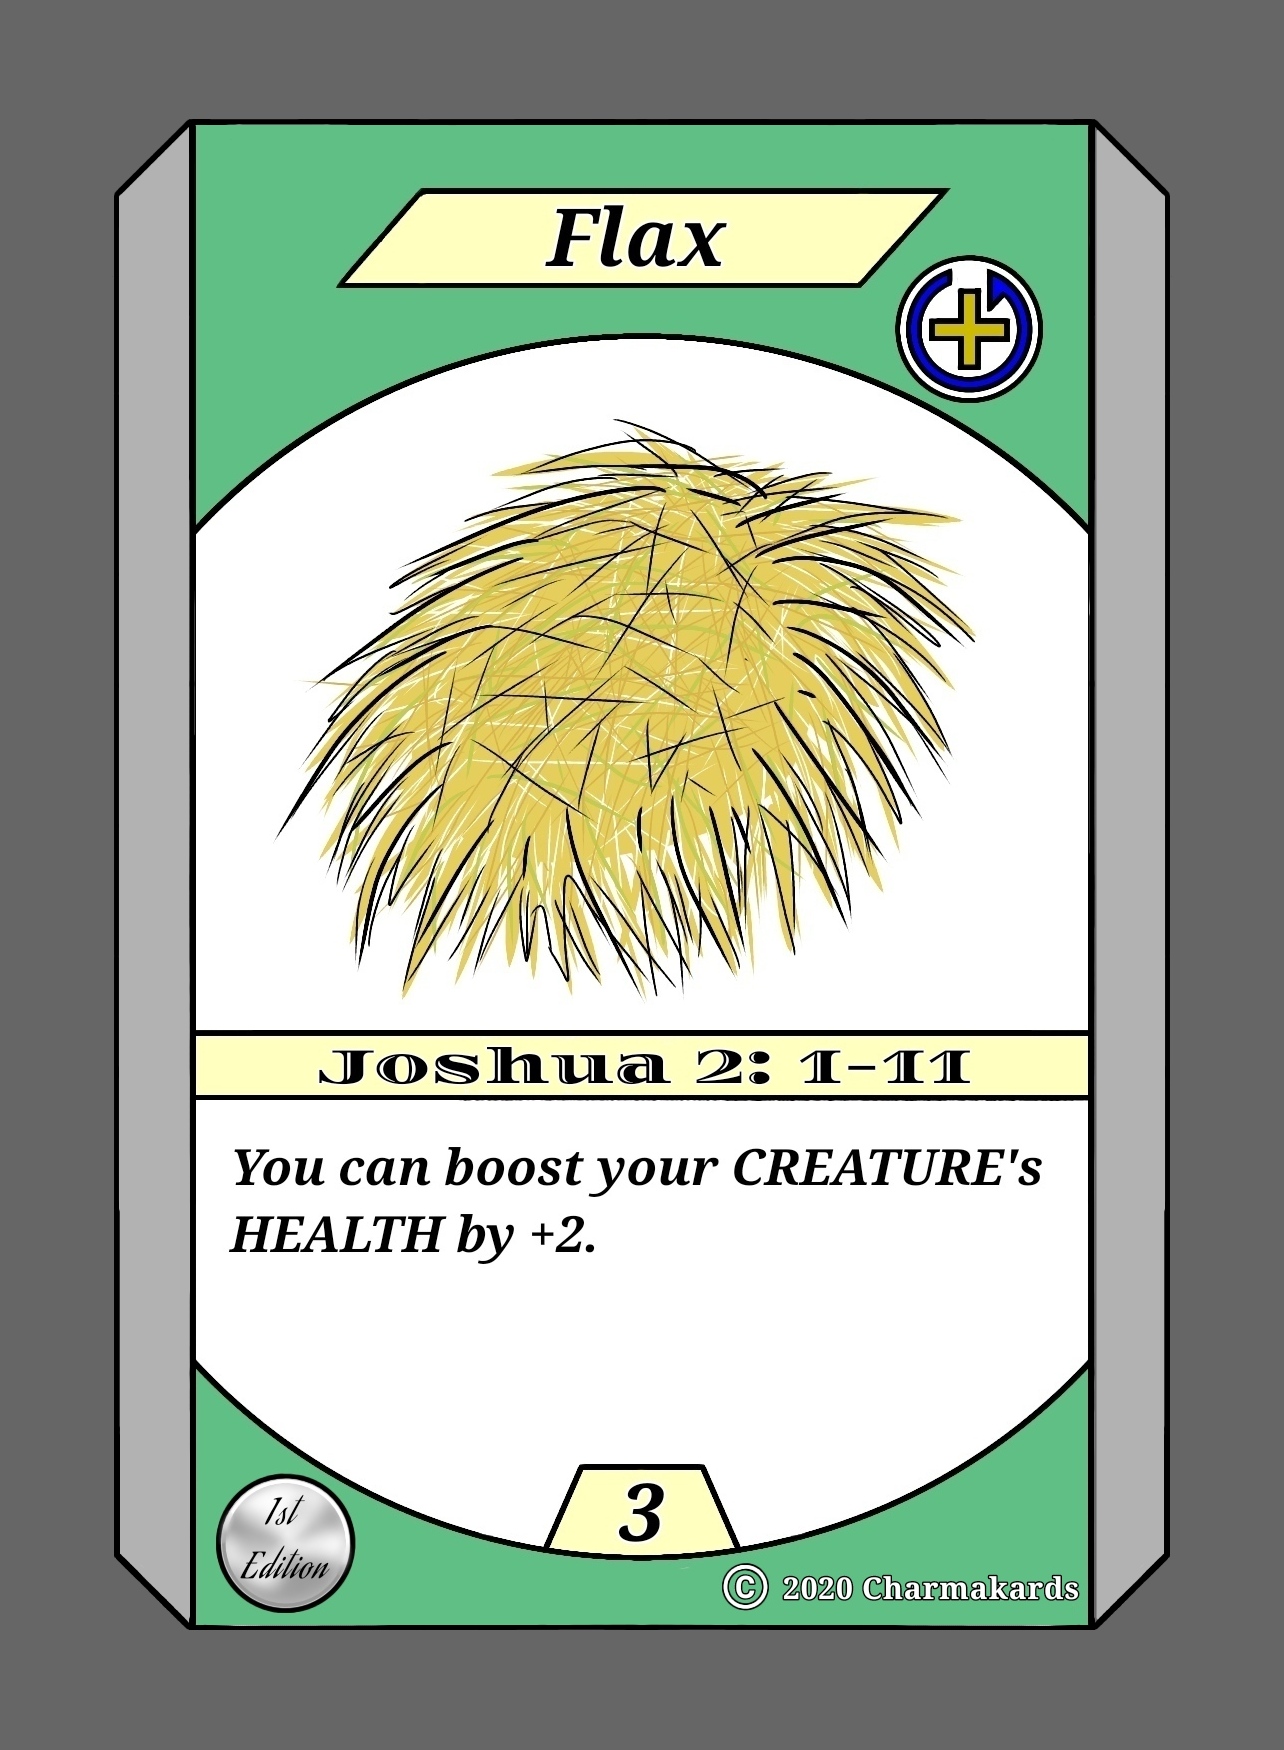 Flax
Joshua 2: 1-11
You can boost your CREATURE's
HEALTH by +2.
3
1st
Edition
© 2020 Charmakards